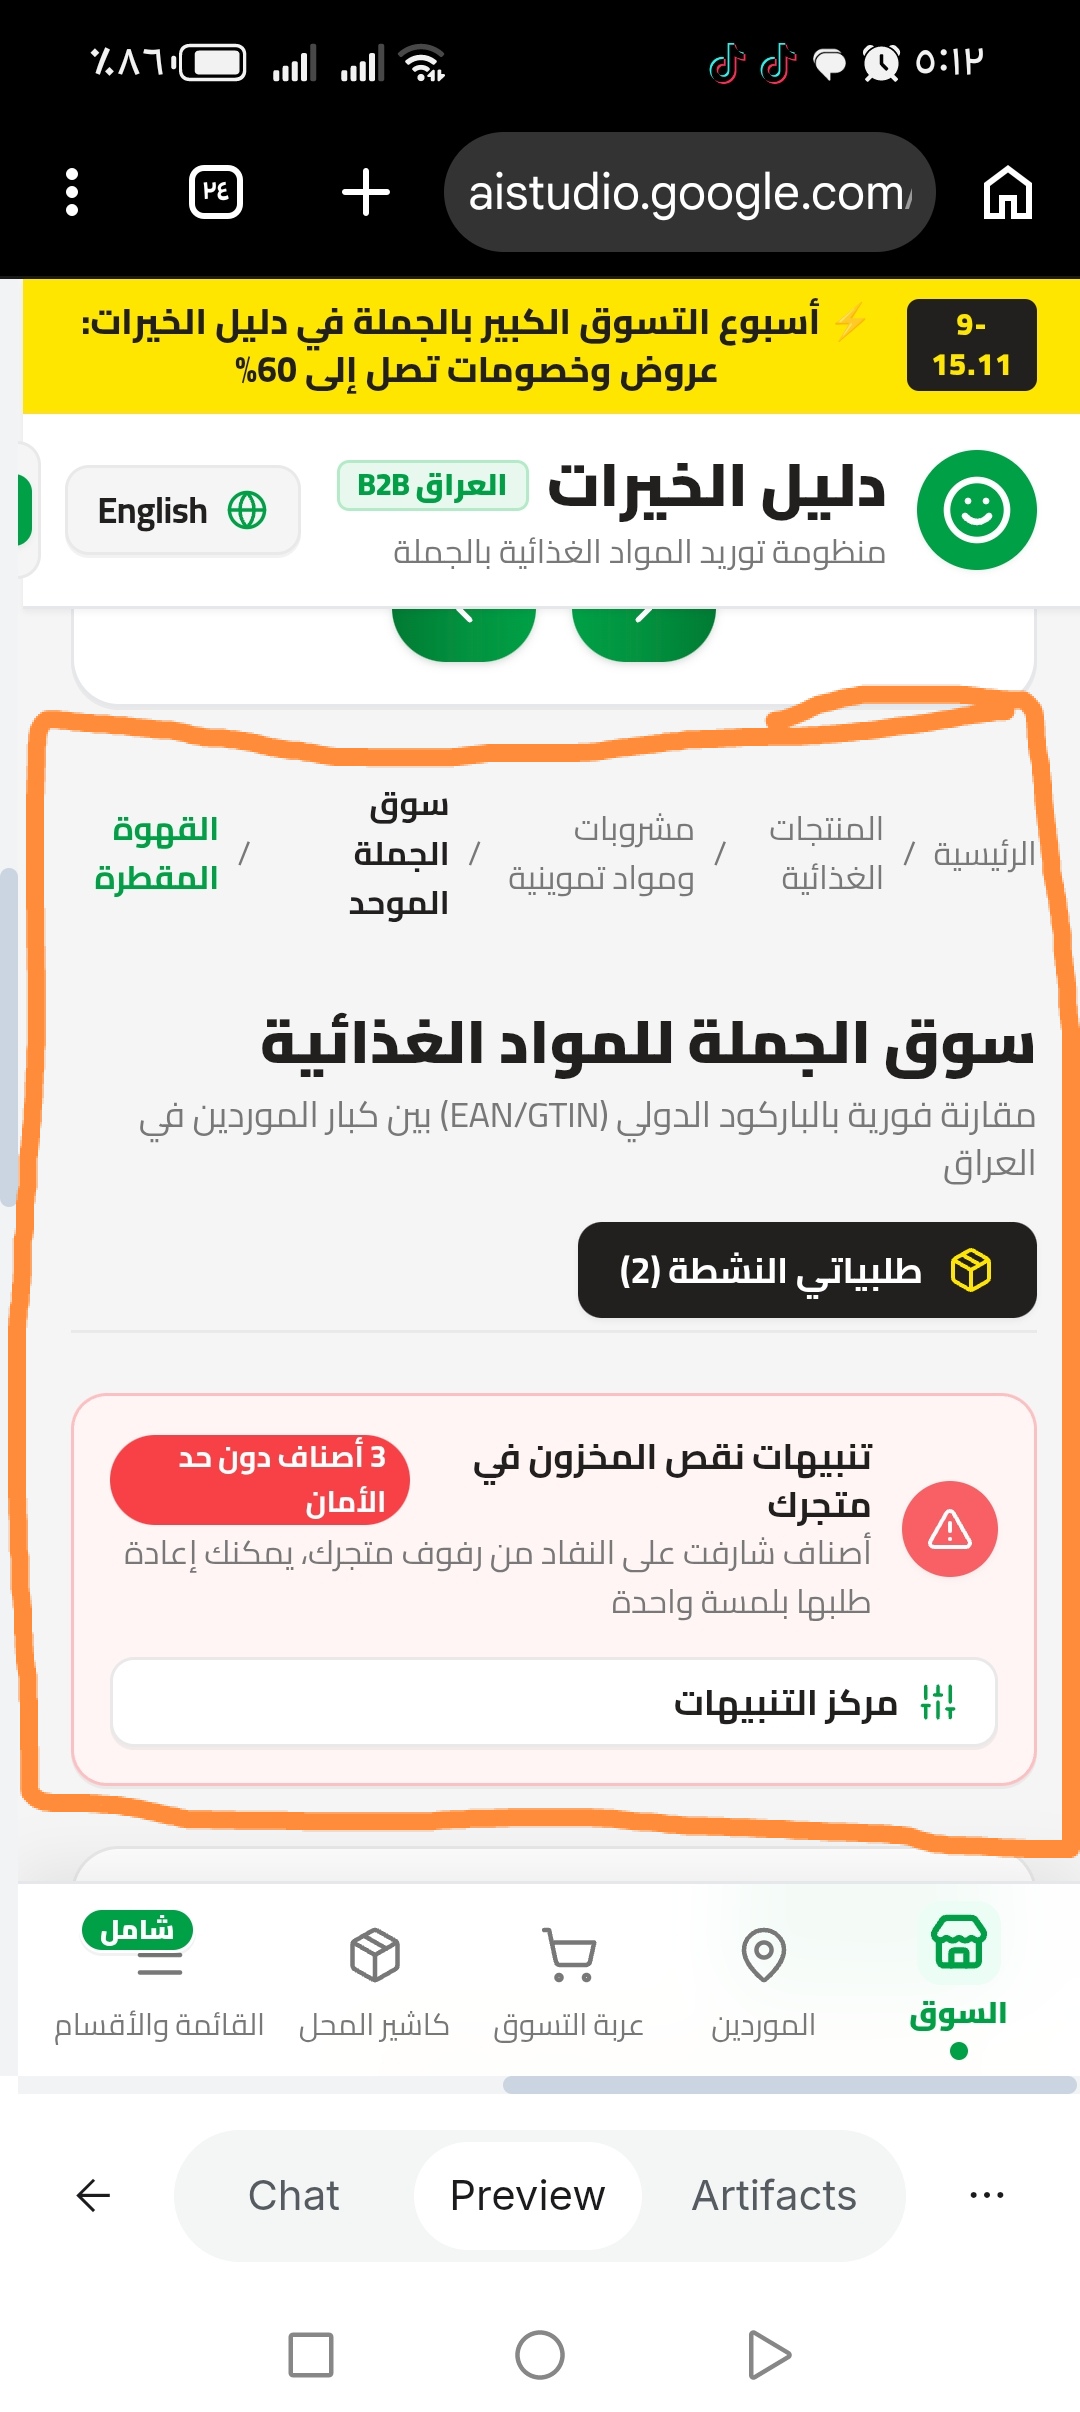 ٥:١٢
٪٨٦
aistudio.google.com/
٢٤
9-
15.11
⚡ أسبوع التسوق الكبير بالجملة في دليل الخيرات:
عروض وخصومات تصل إلى 60%
دليل الخيرات
العراق B2B
منظومة توريد المواد الغذائية بالجملة
English
الرئيسية / المنتجات الغذائية / مشروبات ومواد تموينية / سوق الجملة الموحد / القهوة المقطرة
سوق الجملة للمواد الغذائية
مقارنة فورية بالباركود الدولي (EAN/GTIN) بين كبار الموردين في
العراق
طلبياتي النشطة (2)
تنبيهات نقص المخزون في
متجرك
3 أصناف دون حد
الأمان
أصناف شارفت على النفاد من رفوف متجرك، يمكنك إعادة
طلبها بلمسة واحدة
مركز التنبيهات
السوق
الموردين
عربة التسوق
كاشير المحل
شامل
القائمة والأقسام
Chat
Preview
Artifacts